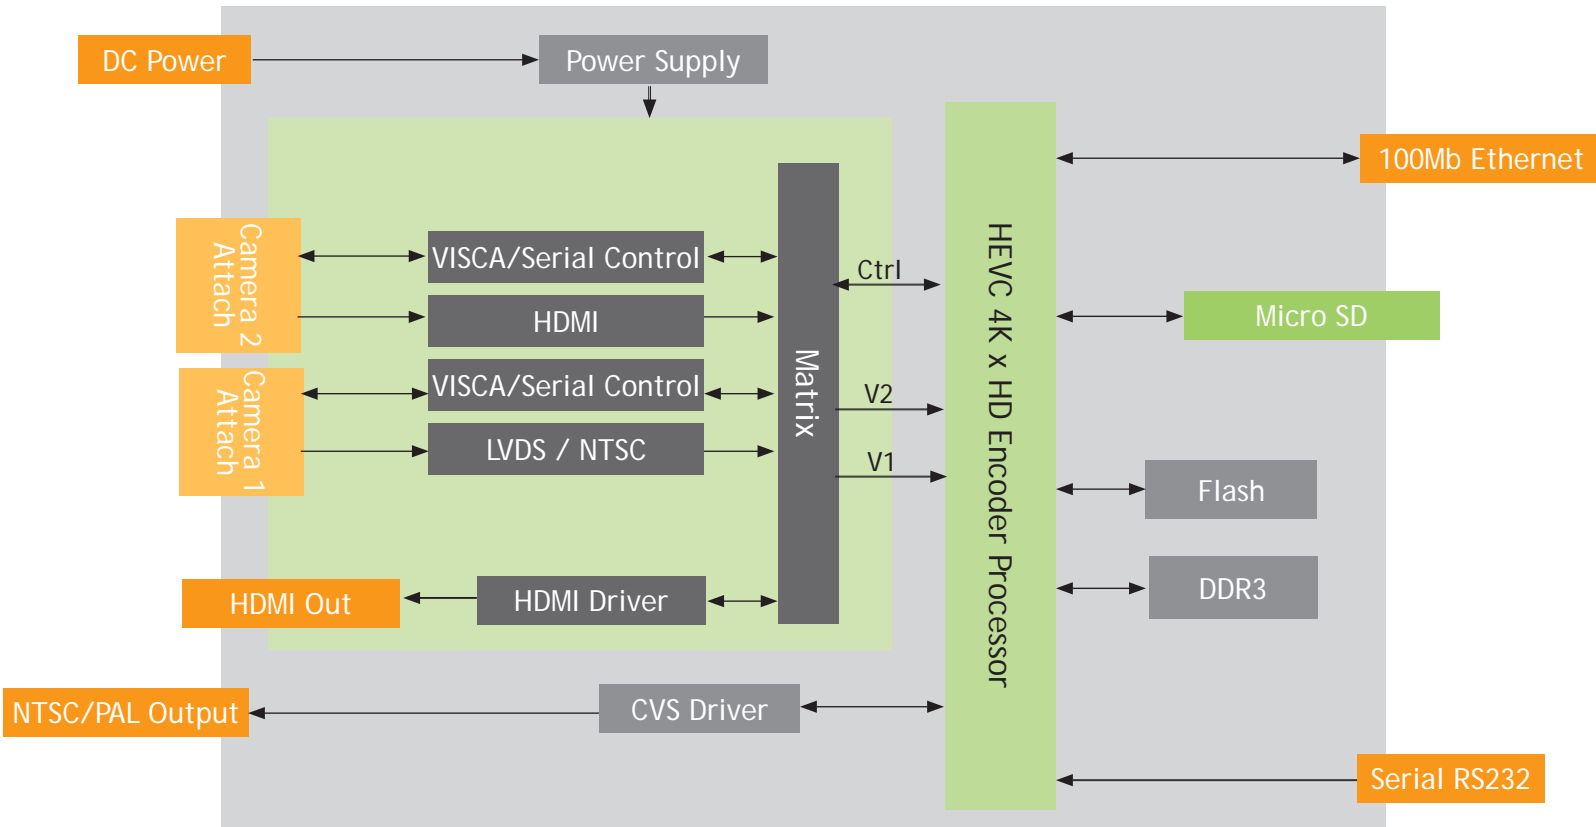 DC Power
Power Supply
100Mb Ethernet
Camera 2
Attach
VISCA/Serial Control
HDMI
Camera 1
Attach
VISCA/Serial Control
LVDS / NTSC
Matrix
Ctrl
V2
V1
HEVC 4K x HD Encoder Processor
Micro SD
Flash
DDR3
HDMI Out
HDMI Driver
NTSC/PAL Output
CVS Driver
Serial RS232